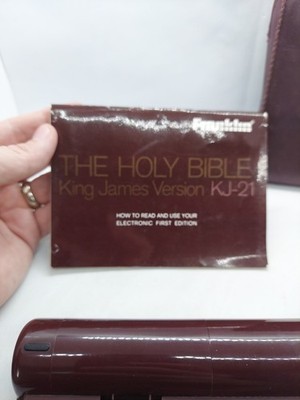 Franklin
THE HOLY BIBLE
King James Version KJ-21
HOW TO READ AND USE YOUR
ELECTRONIC FIRST EDITION